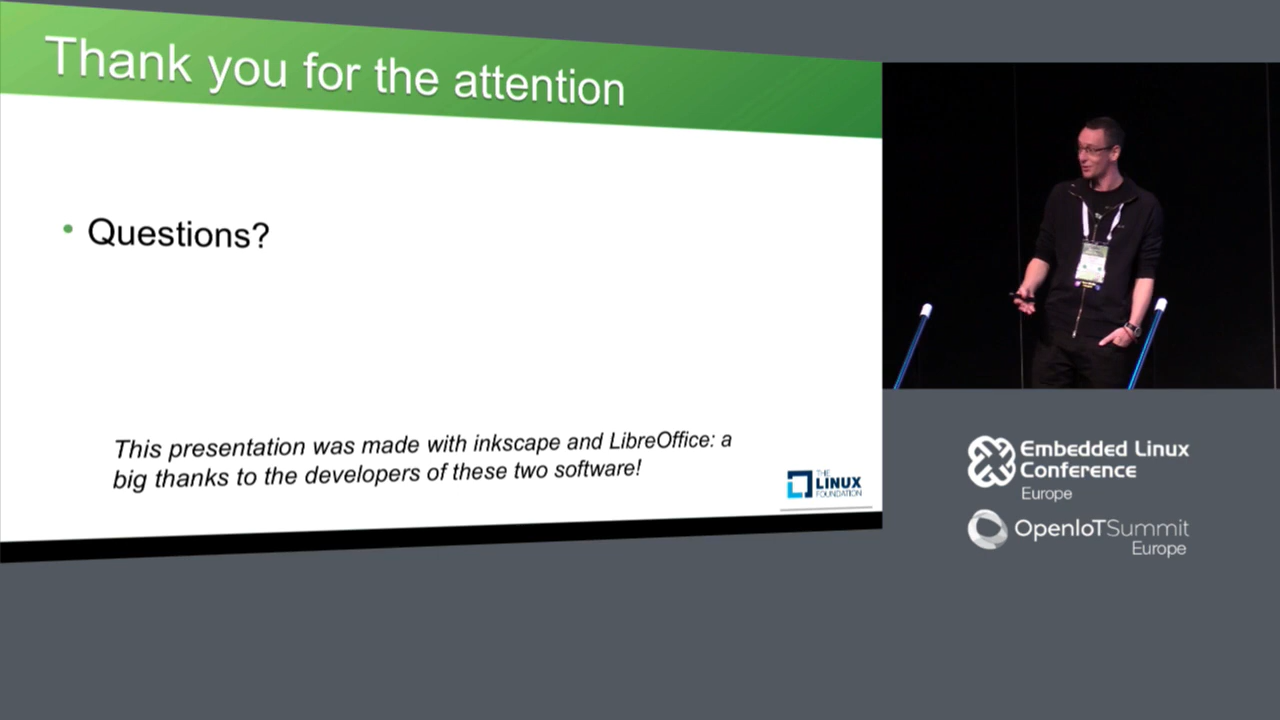 Thank you for the attention
• Questions?
This presentation was made with inkscape and LibreOffice: a
big thanks to the developers of these two software!
THE
LINUX
FOUNDATION
Embedded Linux
Conference
Europe
OpenIoTSummit
Europe